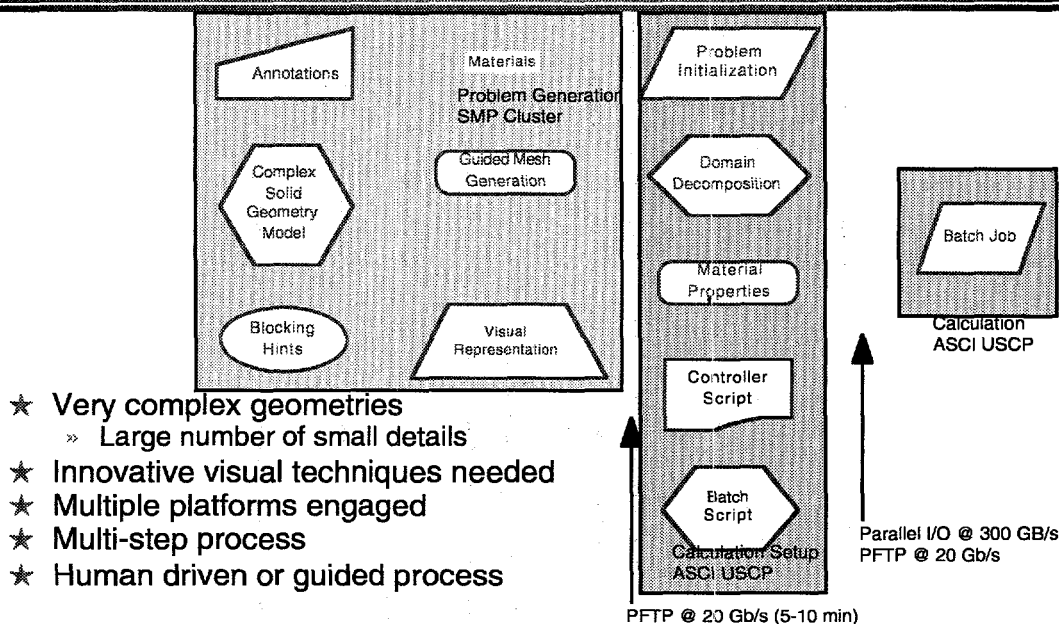 Annotations
Materials
Problem Generation
SMP Cluster
Complex
Solid
Geometry
Model
Guided Mesh
Generation
Blocking
Hints
Visual
Representation
Problem
Initialization
Domain
Decomposition
Material
Properties
Controller
Script
Batch
Script
Calculation Setup
ASCI USCP
Batch Job
Calculation
ASCI USCP
★ Very complex geometries
» Large number of small details
★ Innovative visual techniques needed
★ Multiple platforms engaged
★ Multi-step process
★ Human driven or guided process
Parallel I/O @ 300 GB/s
PFTP @ 20 Gb/s
PFTP @ 20 Gb/s (5-10 min)